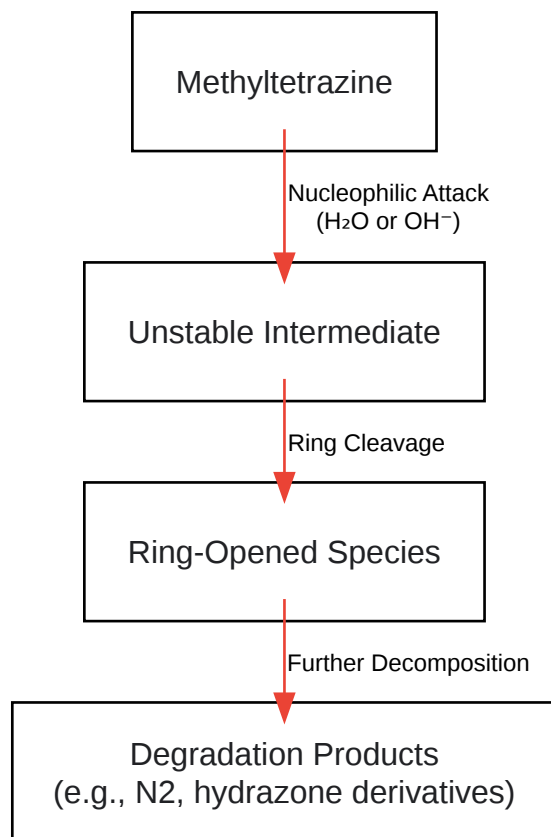 Methyltetrazine
Nucleophilic Attack
(H₂O or OH⁻)
Unstable Intermediate
Ring Cleavage
Ring-Opened Species
Further Decomposition
Degradation Products
(e.g., N2, hydrazone derivatives)